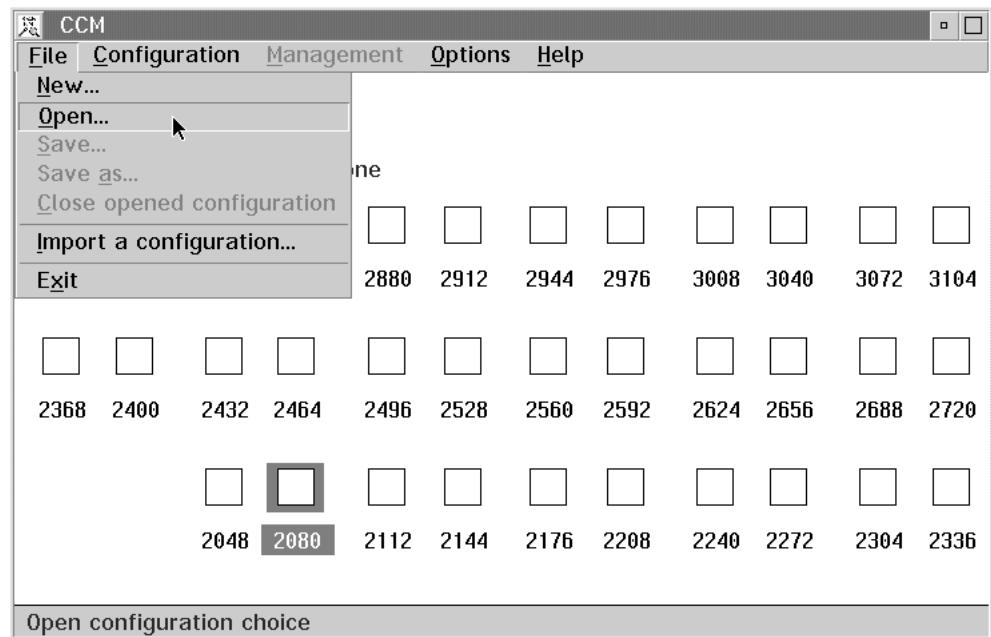 CCM
File Configuration Management Options Help
New...
Open...
Save...
Save as...
Close opened configuration
Import a configuration...
Exit
2880 2912 2944 2976 3008 3040 3072 3104
2368 2400 2432 2464 2496 2528 2560 2592 2624 2656 2688 2720
2048 2080 2112 2144 2176 2208 2240 2272 2304 2336
Open configuration choice